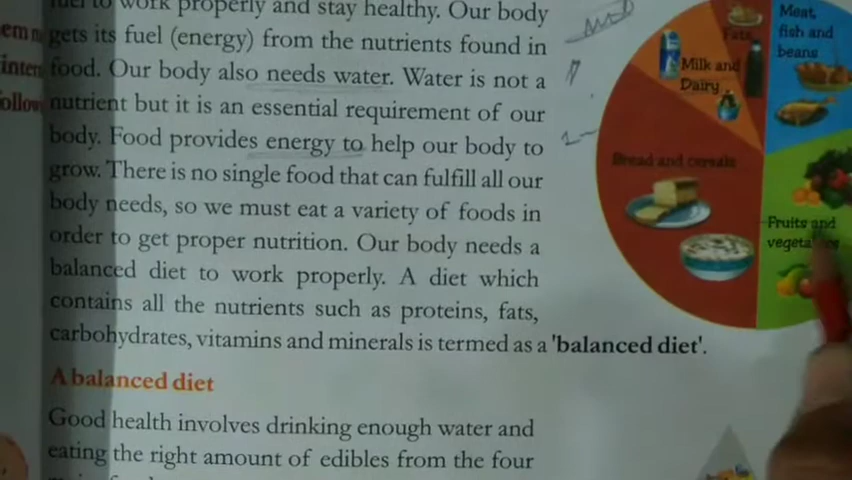 fuel to work properly and stay healthy. Our body
gets its fuel (energy) from the nutrients found in
food. Our body also needs water. Water is not a
nutrient but it is an essential requirement of our
body. Food provides energy to help our body to
grow. There is no single food that can fulfill all our
body needs, so we must eat a variety of foods in
order to get proper nutrition. Our body needs a
balanced diet to work properly. A diet which
contains all the nutrients such as proteins, fats,
carbohydrates, vitamins and minerals is termed as a 'balanced diet'.
A balanced diet
Good health involves drinking enough water and
eating the right amount of edibles from the four
Fats
Meat,
fish and
beans
Milk and
Dairy
Bread and cereals
Fruits and
vegetables